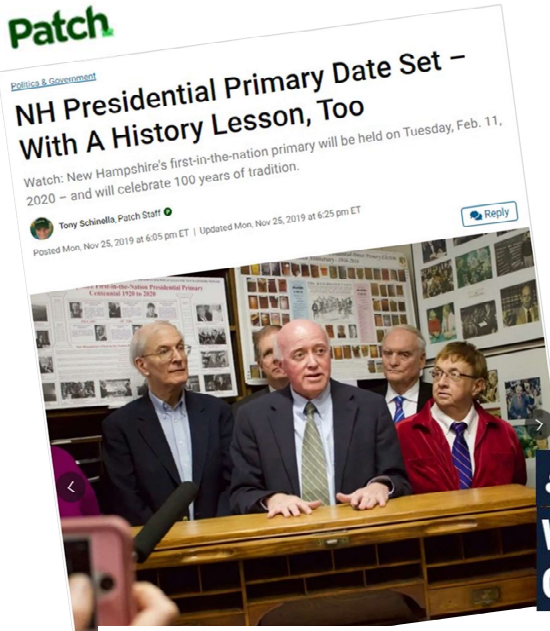 Patch
Politics & Government
NH Presidential Primary Date Set –
With A History Lesson, Too
Watch: New Hampshire's first-in-the-nation primary will be held on Tuesday, Feb. 11,
2020 – and will celebrate 100 years of tradition.
Tony Schinella, Patch Staff
Posted Mon, Nov 25, 2019 at 6:05 pm ET | Updated Mon, Nov 25, 2019 at 6:25 pm ET
Reply
First-in-the-Nation Presidential Primary
Centennial 1920 to 2020